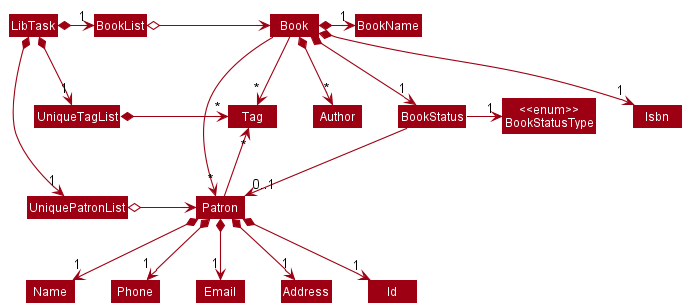 LibTask
1
BookList
Book
1
BookName
1
*
*
1
1
UniqueTagList
*
Tag
Author
BookStatus
1
<<enum>>
BookStatusType
Isbn
*
1
*
0..1
UniquePatronList
Patron
1
1
1
1
1
Name
Phone
Email
Address
Id